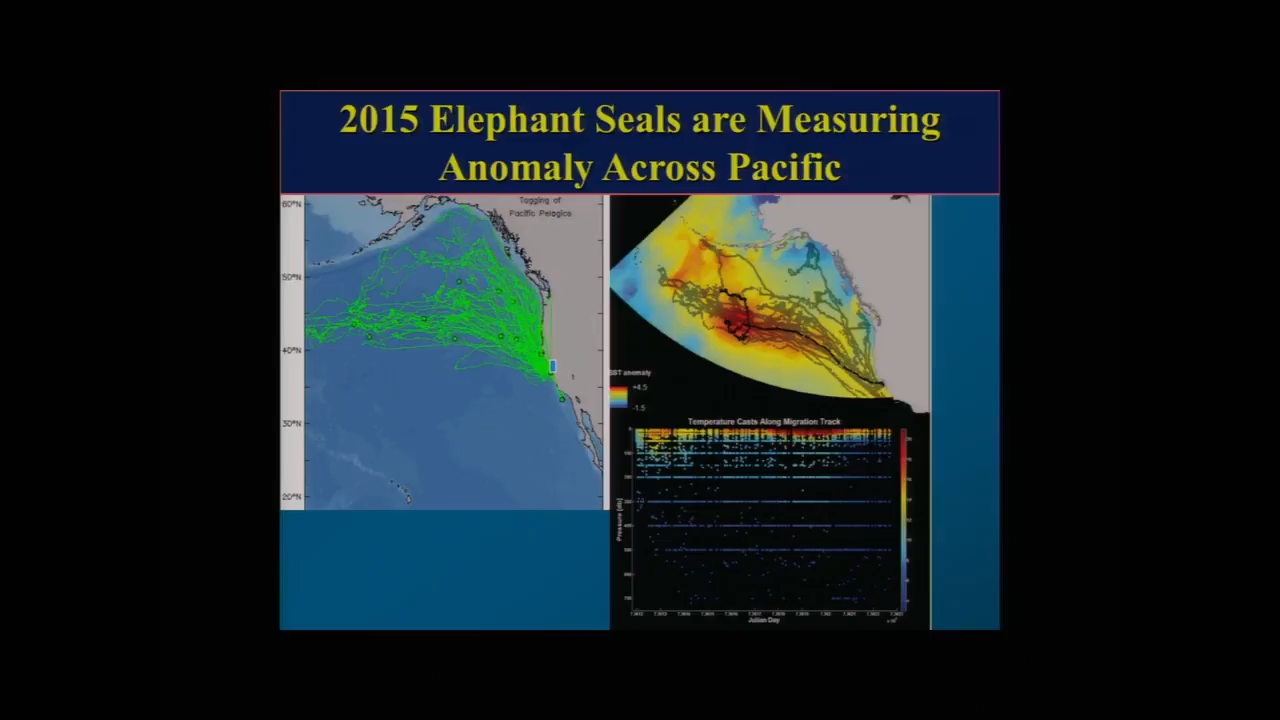 2015 Elephant Seals are Measuring
Anomaly Across Pacific
Tagging of
Pacific Pelagics
60°N
50°N
40°N
30°N
20°N
SST anomaly
+4.5
-1.5
Temperature Casts Along Migration Track
Pressure [db]
Julian Day